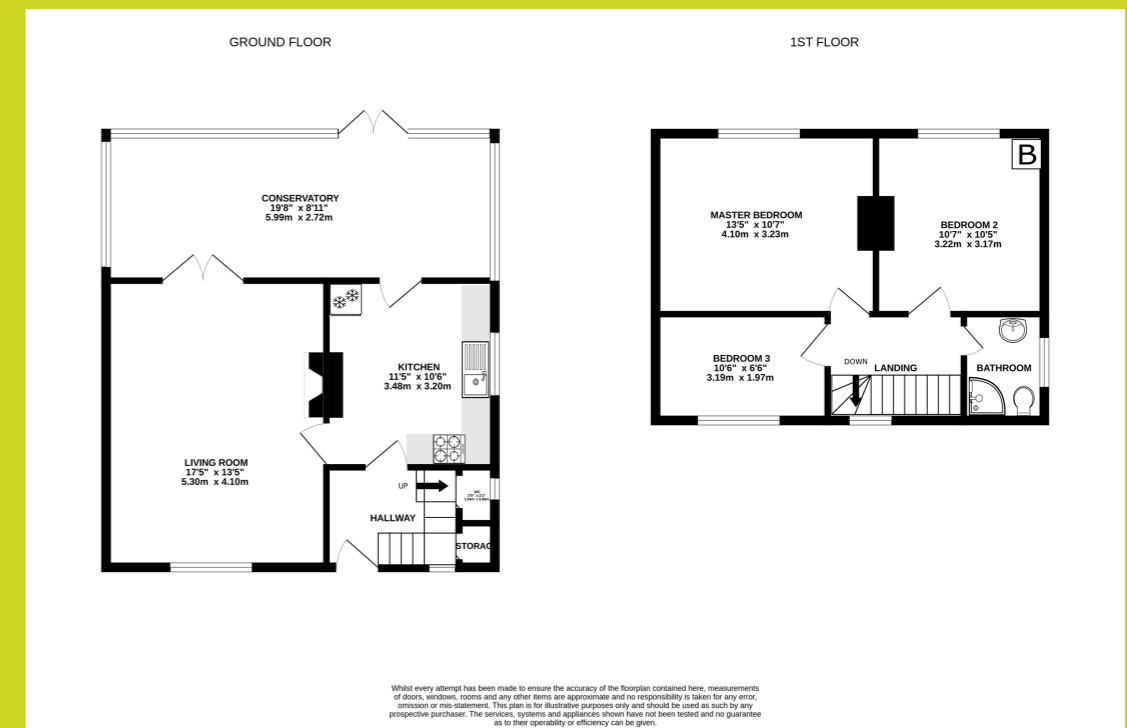 GROUND FLOOR
1ST FLOOR
CONSERVATORY
19'8" x 8'11"
5.99m x 2.72m
LIVING ROOM
17'5" x 13'5"
5.30m x 4.10m
KITCHEN
11'5" x 10'6"
3.48m x 3.20m
UP
HALLWAY
WC
STORAG
MASTER BEDROOM
13'5" x 10'7"
4.10m x 3.23m
B
BEDROOM 2
10'7" x 10'5"
3.22m x 3.17m
BEDROOM 3
10'6" x 6'6"
3.19m x 1.97m
DOWN
LANDING
BATHROOM
Whilst every attempt has been made to ensure the accuracy of the floorplan contained here, measurements
of doors, windows, rooms and any other items are approximate and no responsibility is taken for any error,
omission or mis-statement. This plan is for illustrative purposes only and should be used as such by any
prospective purchaser. The services, systems and appliances shown have not been tested and no guarantee
as to their operability or efficiency can be given.